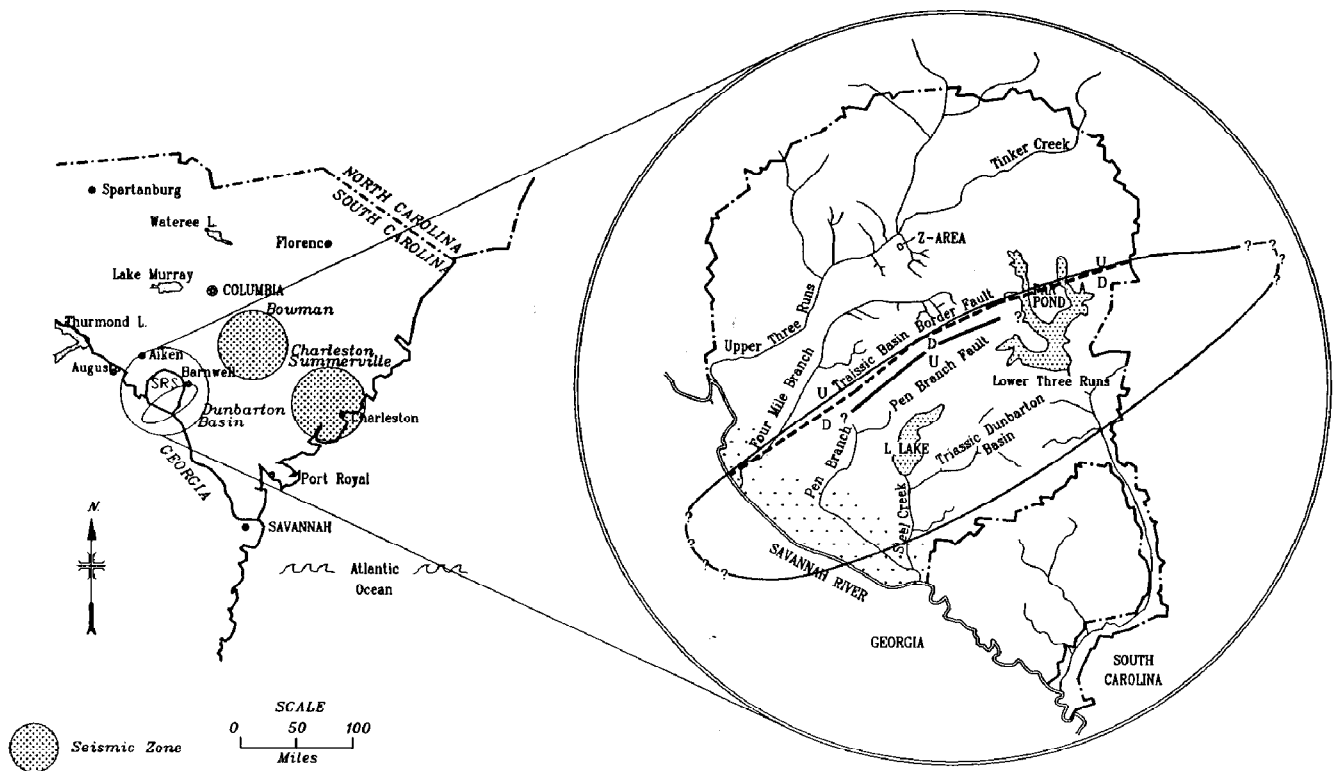 Spartanburg
Wateree L.
Florence
NORTH CAROLINA
SOUTH CAROLINA
Lake Murray
COLUMBIA
Bowman
Thurmond L.
Aiken
Charleston
Summerville
August
Barnwell
SRS
Dunbarton
Basin
Charleston
GEORGIA
Port Royal
SAVANNAH
N
Atlantic
Ocean
SCALE
0 50 100
Miles
Seismic Zone
Tinker Creek
Z-AREA
? - ? - ?
?
?
U
D
PAR
POND
A
Upper Three Runs
Traissic Basin Border Fault
?
D
U
Pen Branch Fault
Lower Three Runs
Four Mile Branch
U
D
?
L LAKE
Triassic Dunbarton
Basin
Pen Branch
Steel Creek
?
?
? - ?
SAVANNAH RIVER
GEORGIA
SOUTH
CAROLINA